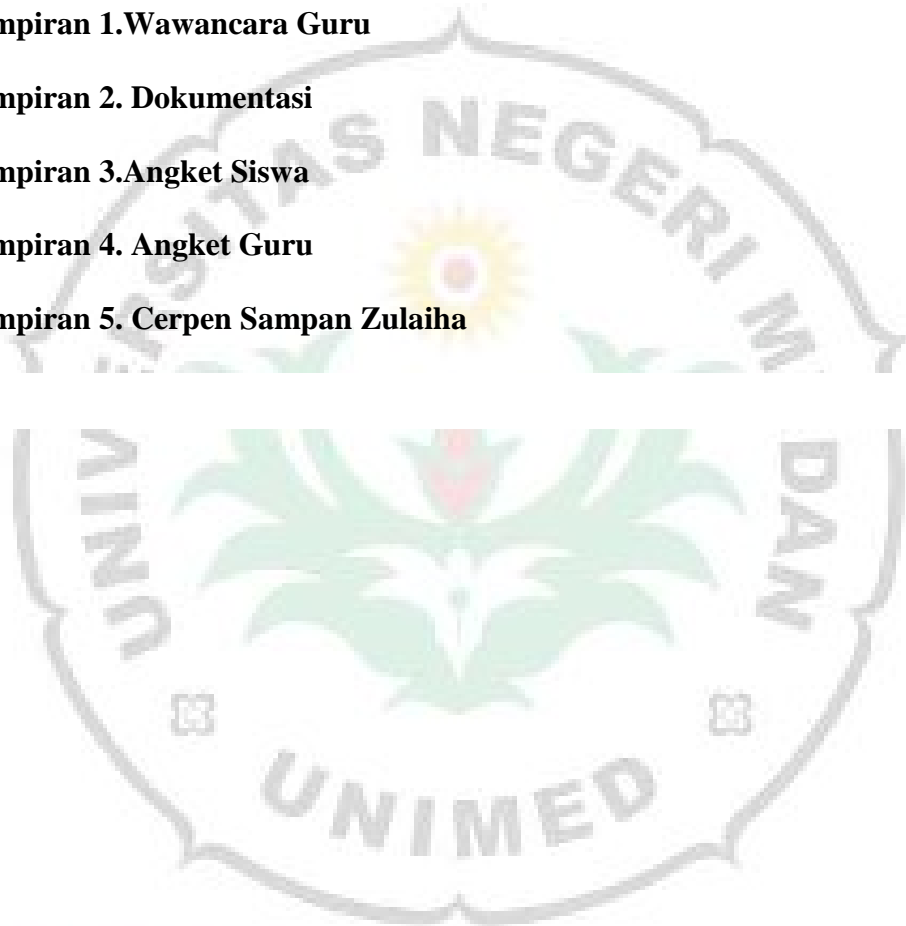 mpiran 1.Wawancara Guru
mpiran 2. Dokumentasi
mpiran 3.Angket Siswa
mpiran 4. Angket Guru
mpiran 5. Cerpen Sampan Zulaiha
UNIMED